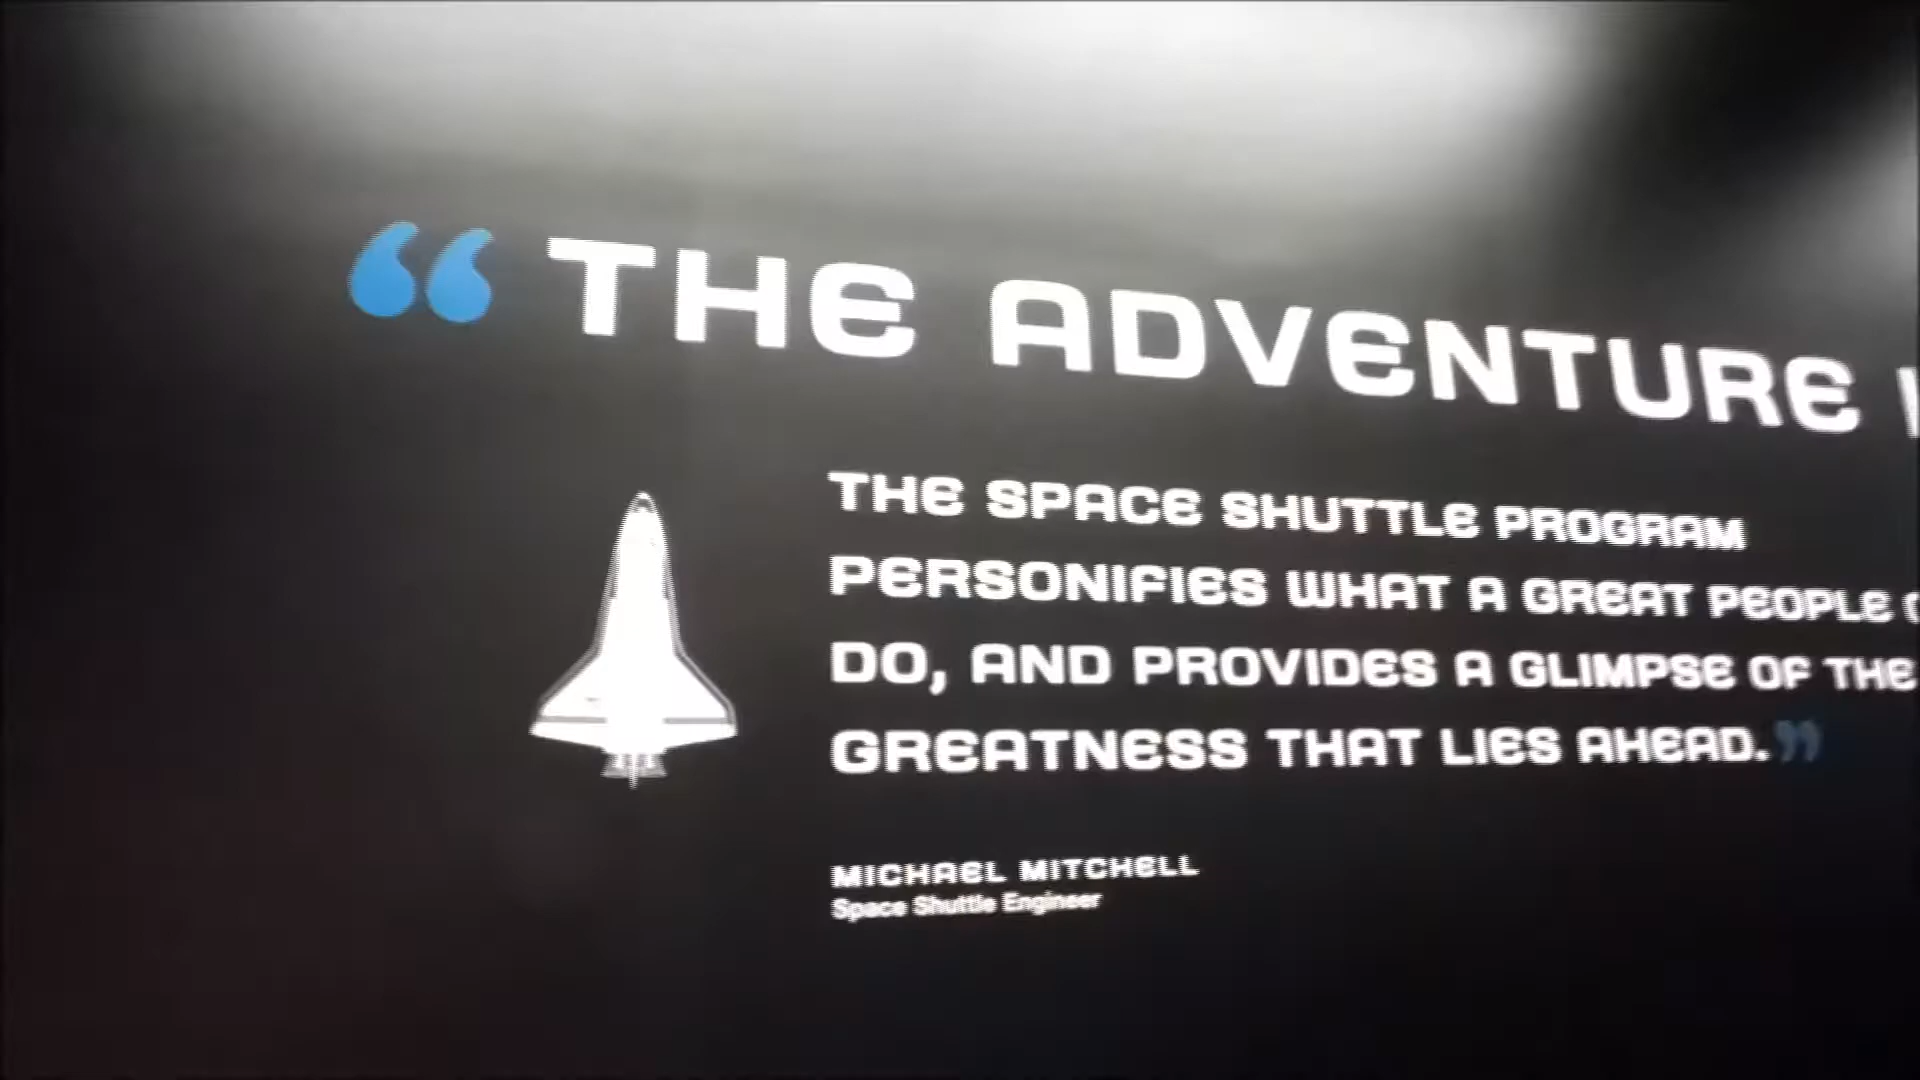 “THE ADVENTURE
THE SPACE SHUTTLE PROGRAM
PERSONIFIES WHAT A GREAT PEOPLE
DO, AND PROVIDES A GLIMPSE OF THE
GREATNESS THAT LIES AHEAD.”
MICHAEL MITCHELL
Space Shuttle Engineer